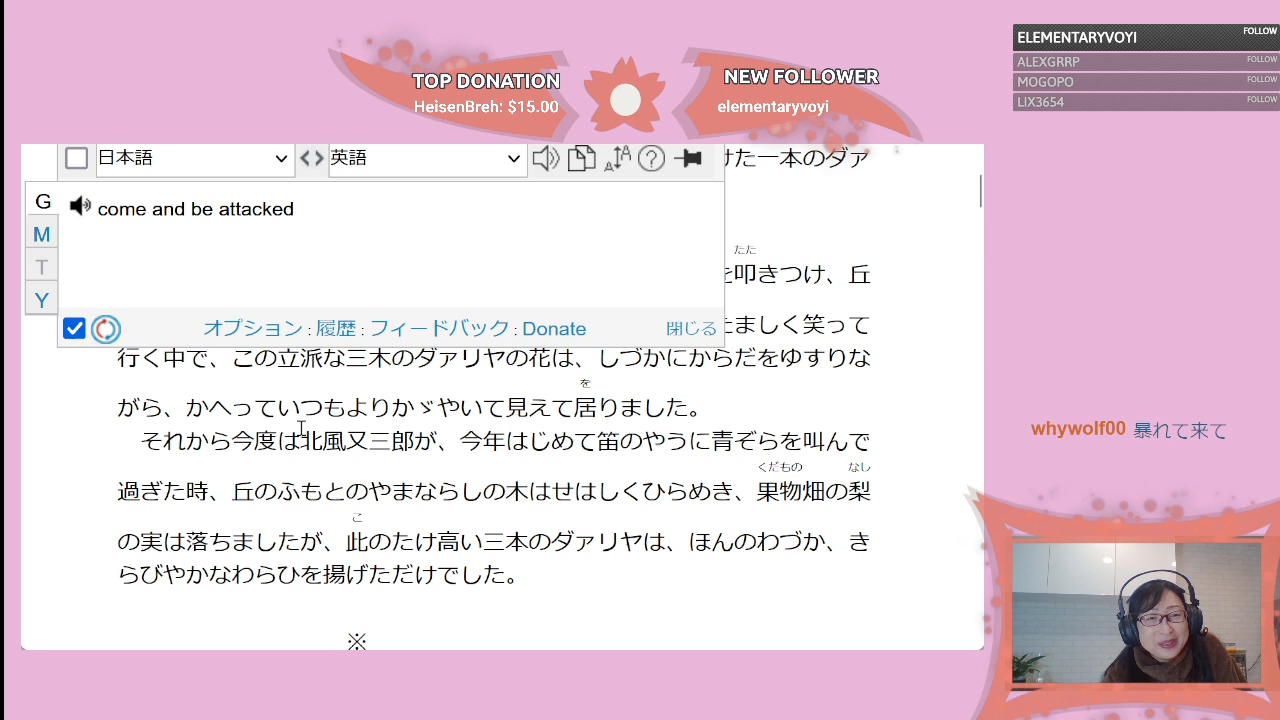 TOP DONATION
HeisenBreh: $15.00
NEW FOLLOWER
elementaryvoyi
ELEMENTARYVOYI FOLLOW
ALEXGRRP FOLLOW
MOGOPO FOLLOW
LIX3654 FOLLOW
日本語 英語
けた一本のダァ
G
come and be attacked
M
T
Y
オプション : 履歴 : フィードバック : Donate 閉じる
たた
を叩きつけ、丘
たましく笑って
行く中で、この立派な三木のダァリヤの花は、しづかにからだをゆすりな
を
がら、かへっていつもよりかゞやいて見えて居りました。
それから今度は北風又三郎が、今年はじめて笛のやうに青ぞらを叫んで
くだもの なし
過ぎた時、丘のふもとのやまならしの木はせはしくひらめき、果物畑の梨
こ
の実は落ちましたが、此のたけ高い三本のダァリヤは、ほんのわづか、き
らびやかなわらひを揚げただけでした。
※
whywolf00 暴れて来て